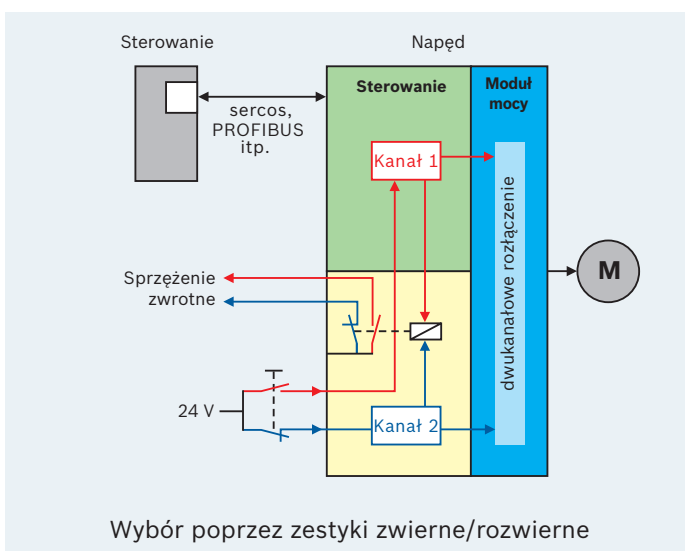 Sterowanie
Napęd
Sterowanie
Moduł
mocy
sercos,
PROFIBUS
itp.
Kanał 1
dwukanałowe rozłączenie
M
Sprzężenie
zwrotne
24 V
Kanał 2
Wybór poprzez zestyki zwierne/rozwierne